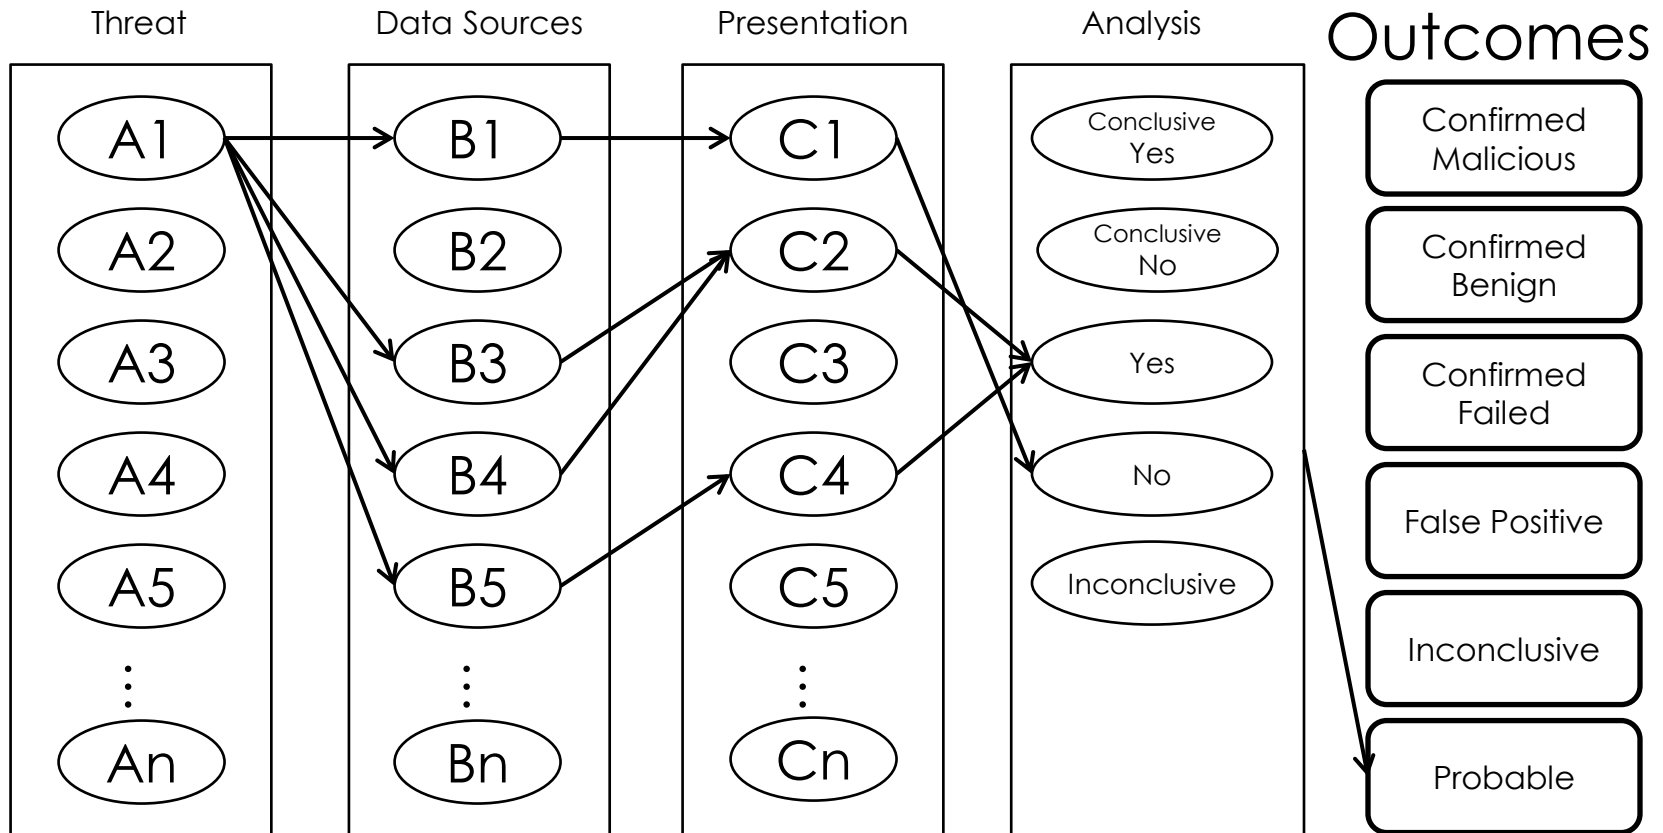 Threat
Data Sources
Presentation
Analysis
Outcomes
A1
A2
A3
A4
A5
⋮
An
B1
B2
B3
B4
B5
⋮
Bn
C1
C2
C3
C4
C5
⋮
Cn
Conclusive
Yes
Conclusive
No
Yes
No
Inconclusive
Confirmed
Malicious
Confirmed
Benign
Confirmed
Failed
False Positive
Inconclusive
Probable